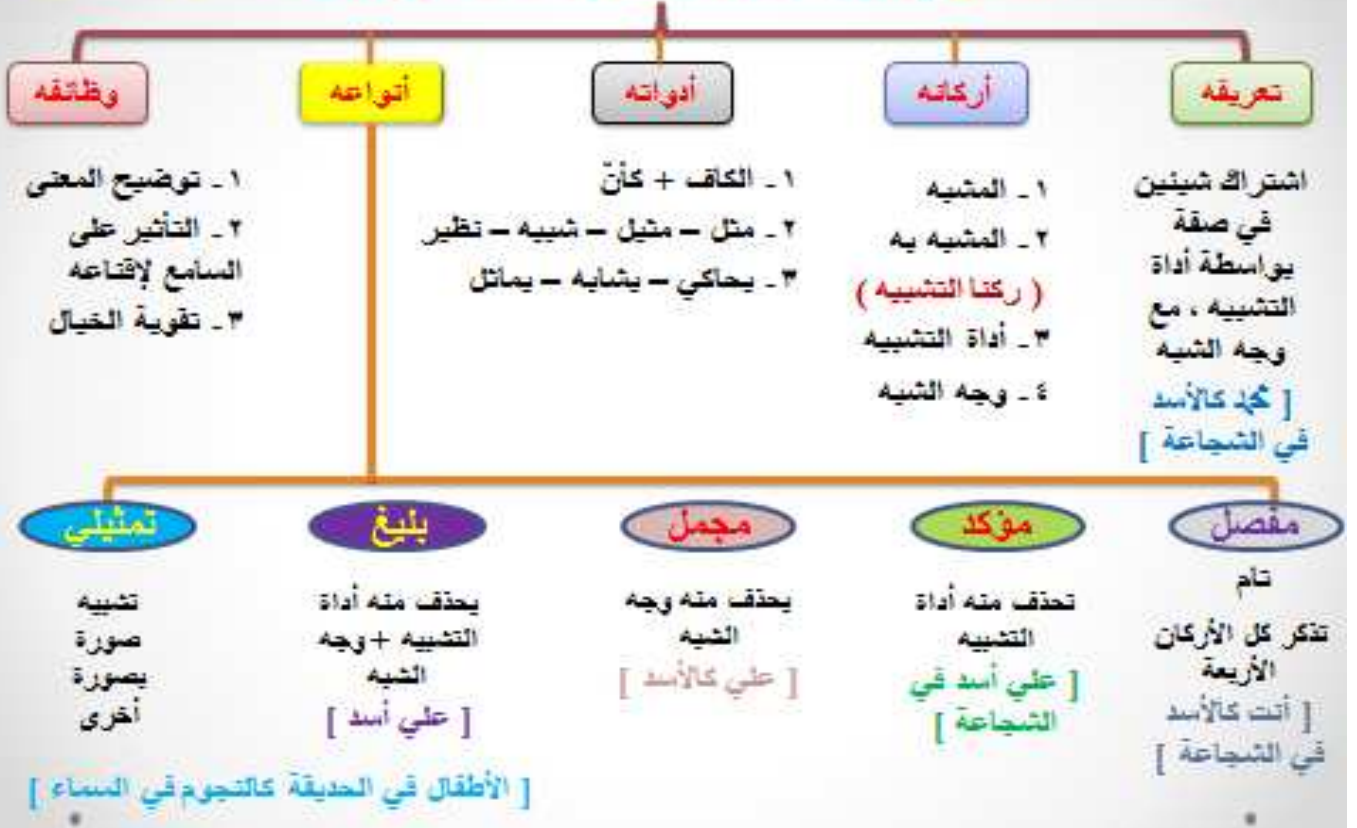 تعريفه
أركانه
أدواته
أنواعه
وظائفه
اشتراك شيئين
في صفة
بواسطة أداة
التشبيه ، مع
وجه الشبه
[ محمد كالأسد
في الشجاعة ]
١ ـ المشبه
٢ ـ المشبه به
( ركنا التشبيه )
٣ ـ أداة التشبيه
٤ ـ وجه الشبه
١ ـ الكاف + كأنّ
٢ ـ مثل – مثيل – شبيه – نظير
٣ ـ يحاكي – يشابه – يماثل
١ ـ توضيح المعنى
٢ ـ التأثير على
السامع لإقناعه
٣ ـ تقوية الخيال
مفصل
تام
تذكر كل الأركان
الأربعة
[ أنت كالأسد
في الشجاعة ]
مؤكد
تحذف منه أداة
التشبيه
[ علي أسد في
الشجاعة ]
مجمل
يحذف منه وجه
الشبه
[ علي كالأسد ]
بليغ
يحذف منه أداة
التشبيه + وجه
الشبه
[ علي أسد ]
تمثيلي
تشبيه
صورة
بصورة
أخرى
[ الأطفال في الحديقة كالنجوم في السماء ]